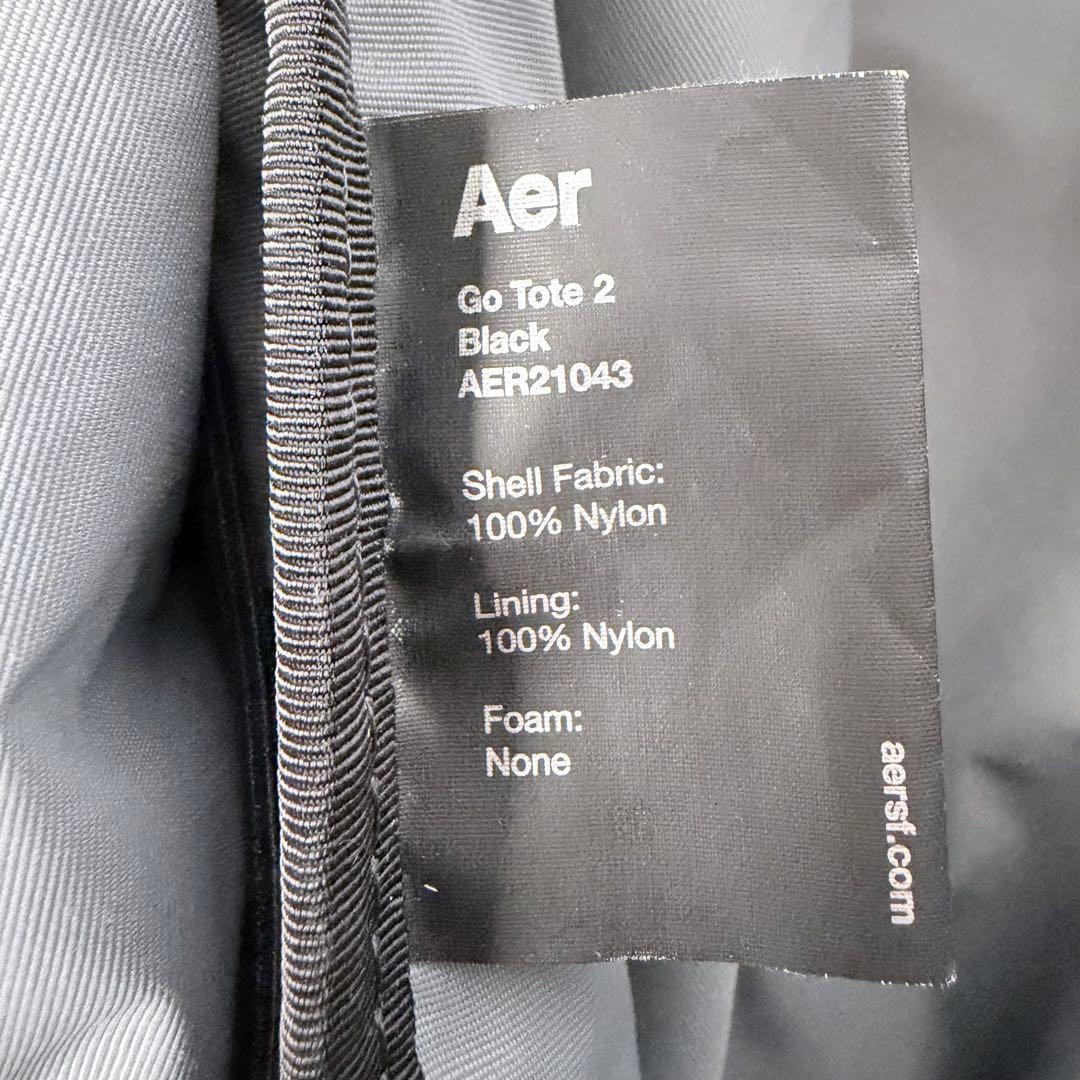 Aer
Go Tote 2
Black
AER21043
Shell Fabric:
100% Nylon
Lining:
100% Nylon
Foam:
None
aersf.com